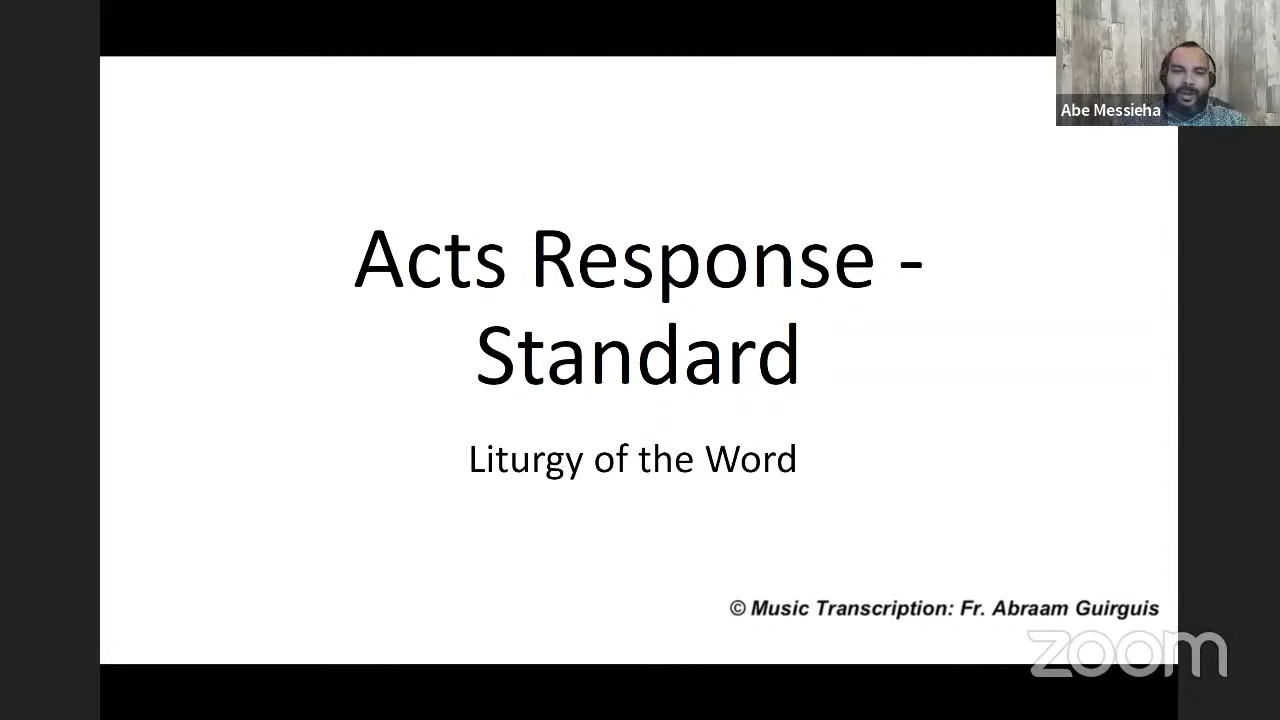 Abe Messieha
Acts Response -
Standard
Liturgy of the Word
© Music Transcription: Fr. Abraam Guirguis
zoom